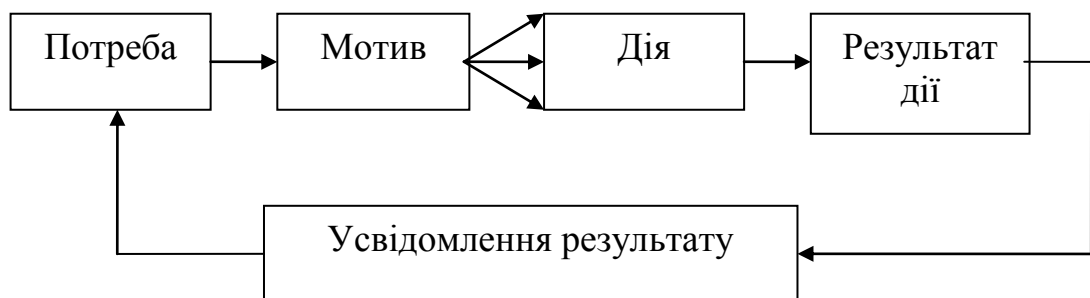 Потреба
Мотив
Дія
Результат
дії
Усвідомлення результату